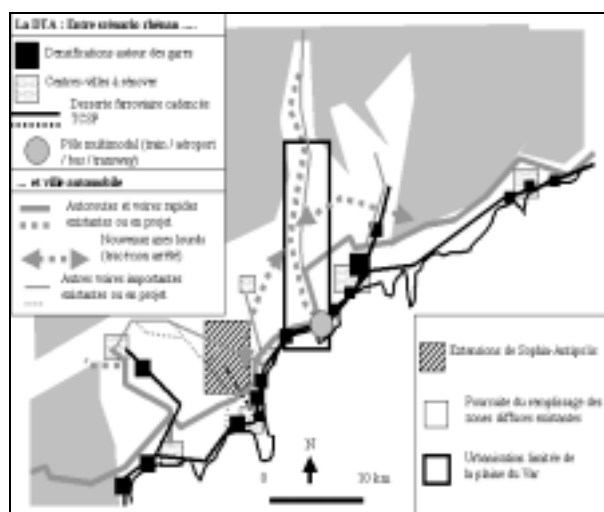 La DTA : Entre scénario rhénan ....
Densifications autour des gares
Centres-villes à rénover
Desserte ferroviaire cadencée
TCSP
Pôle multimodal (train / aéroport
/ bus / tramway)
... et ville automobile
Autoroutes et voies rapides
existantes ou en projet
Nouveaux axes lourds
(tracé non arrêté)
Autres voies importantes
existantes ou en projet
Extensions de Sophia-Antipolis
Poursuite du remplissage des
zones diffuses existantes
Urbanisation limitée de
la plaine du Var
N
0 10 km